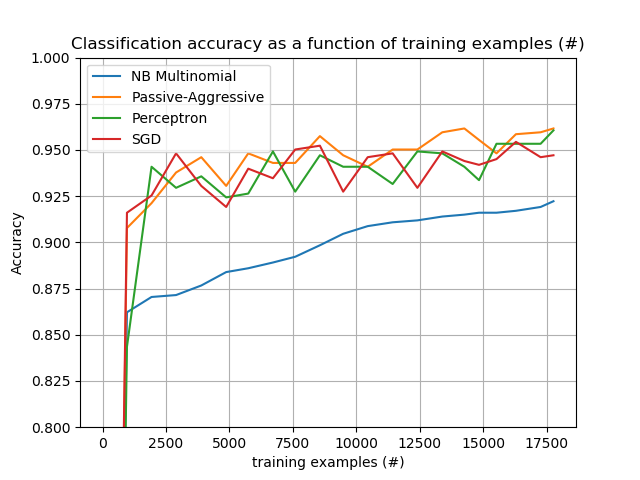 Classification accuracy as a function of training examples (#)
NB Multinomial
Passive-Aggressive
Perceptron
SGD
Accuracy
1.000
0.975
0.950
0.925
0.900
0.875
0.850
0.825
0.800
0 2500 5000 7500 10000 12500 15000 17500
training examples (#)